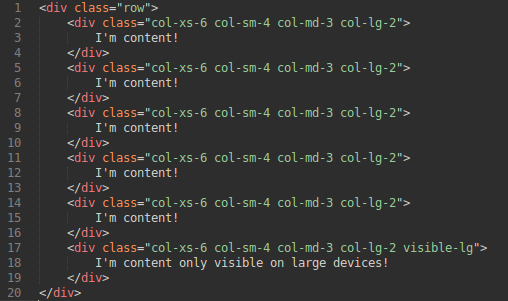 1 <div class="row">
2     <div class="col-xs-6 col-sm-4 col-md-3 col-lg-2">
3         I'm content!
4     </div>
5     <div class="col-xs-6 col-sm-4 col-md-3 col-lg-2">
6         I'm content!
7     </div>
8     <div class="col-xs-6 col-sm-4 col-md-3 col-lg-2">
9         I'm content!
10     </div>
11     <div class="col-xs-6 col-sm-4 col-md-3 col-lg-2">
12         I'm content!
13     </div>
14     <div class="col-xs-6 col-sm-4 col-md-3 col-lg-2">
15         I'm content!
16     </div>
17     <div class="col-xs-6 col-sm-4 col-md-3 col-lg-2 visible-lg">
18         I'm content only visible on large devices!
19     </div>
20 </div>